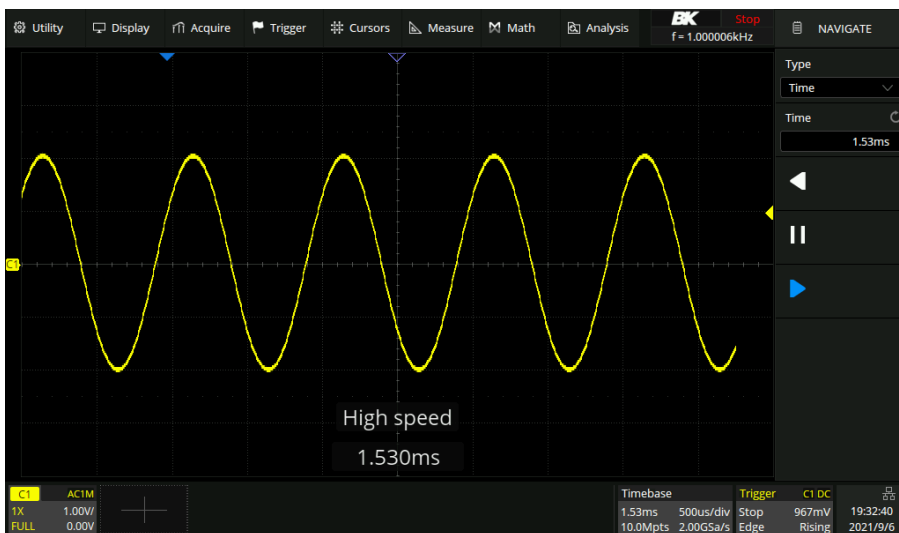 Utility Display Acquire Trigger Cursors Measure Math Analysis BK Stop NAVIGATE
f = 1.000006kHz
Type
Time
Time
1.53ms
C1
High speed
1.530ms
C1 AC1M Timebase Trigger C1 DC
1X 1.00V/ 1.53ms 500us/div Stop 967mV 19:32:40
FULL 0.00V 10.0Mpts 2.00GSa/s Edge Rising 2021/9/6